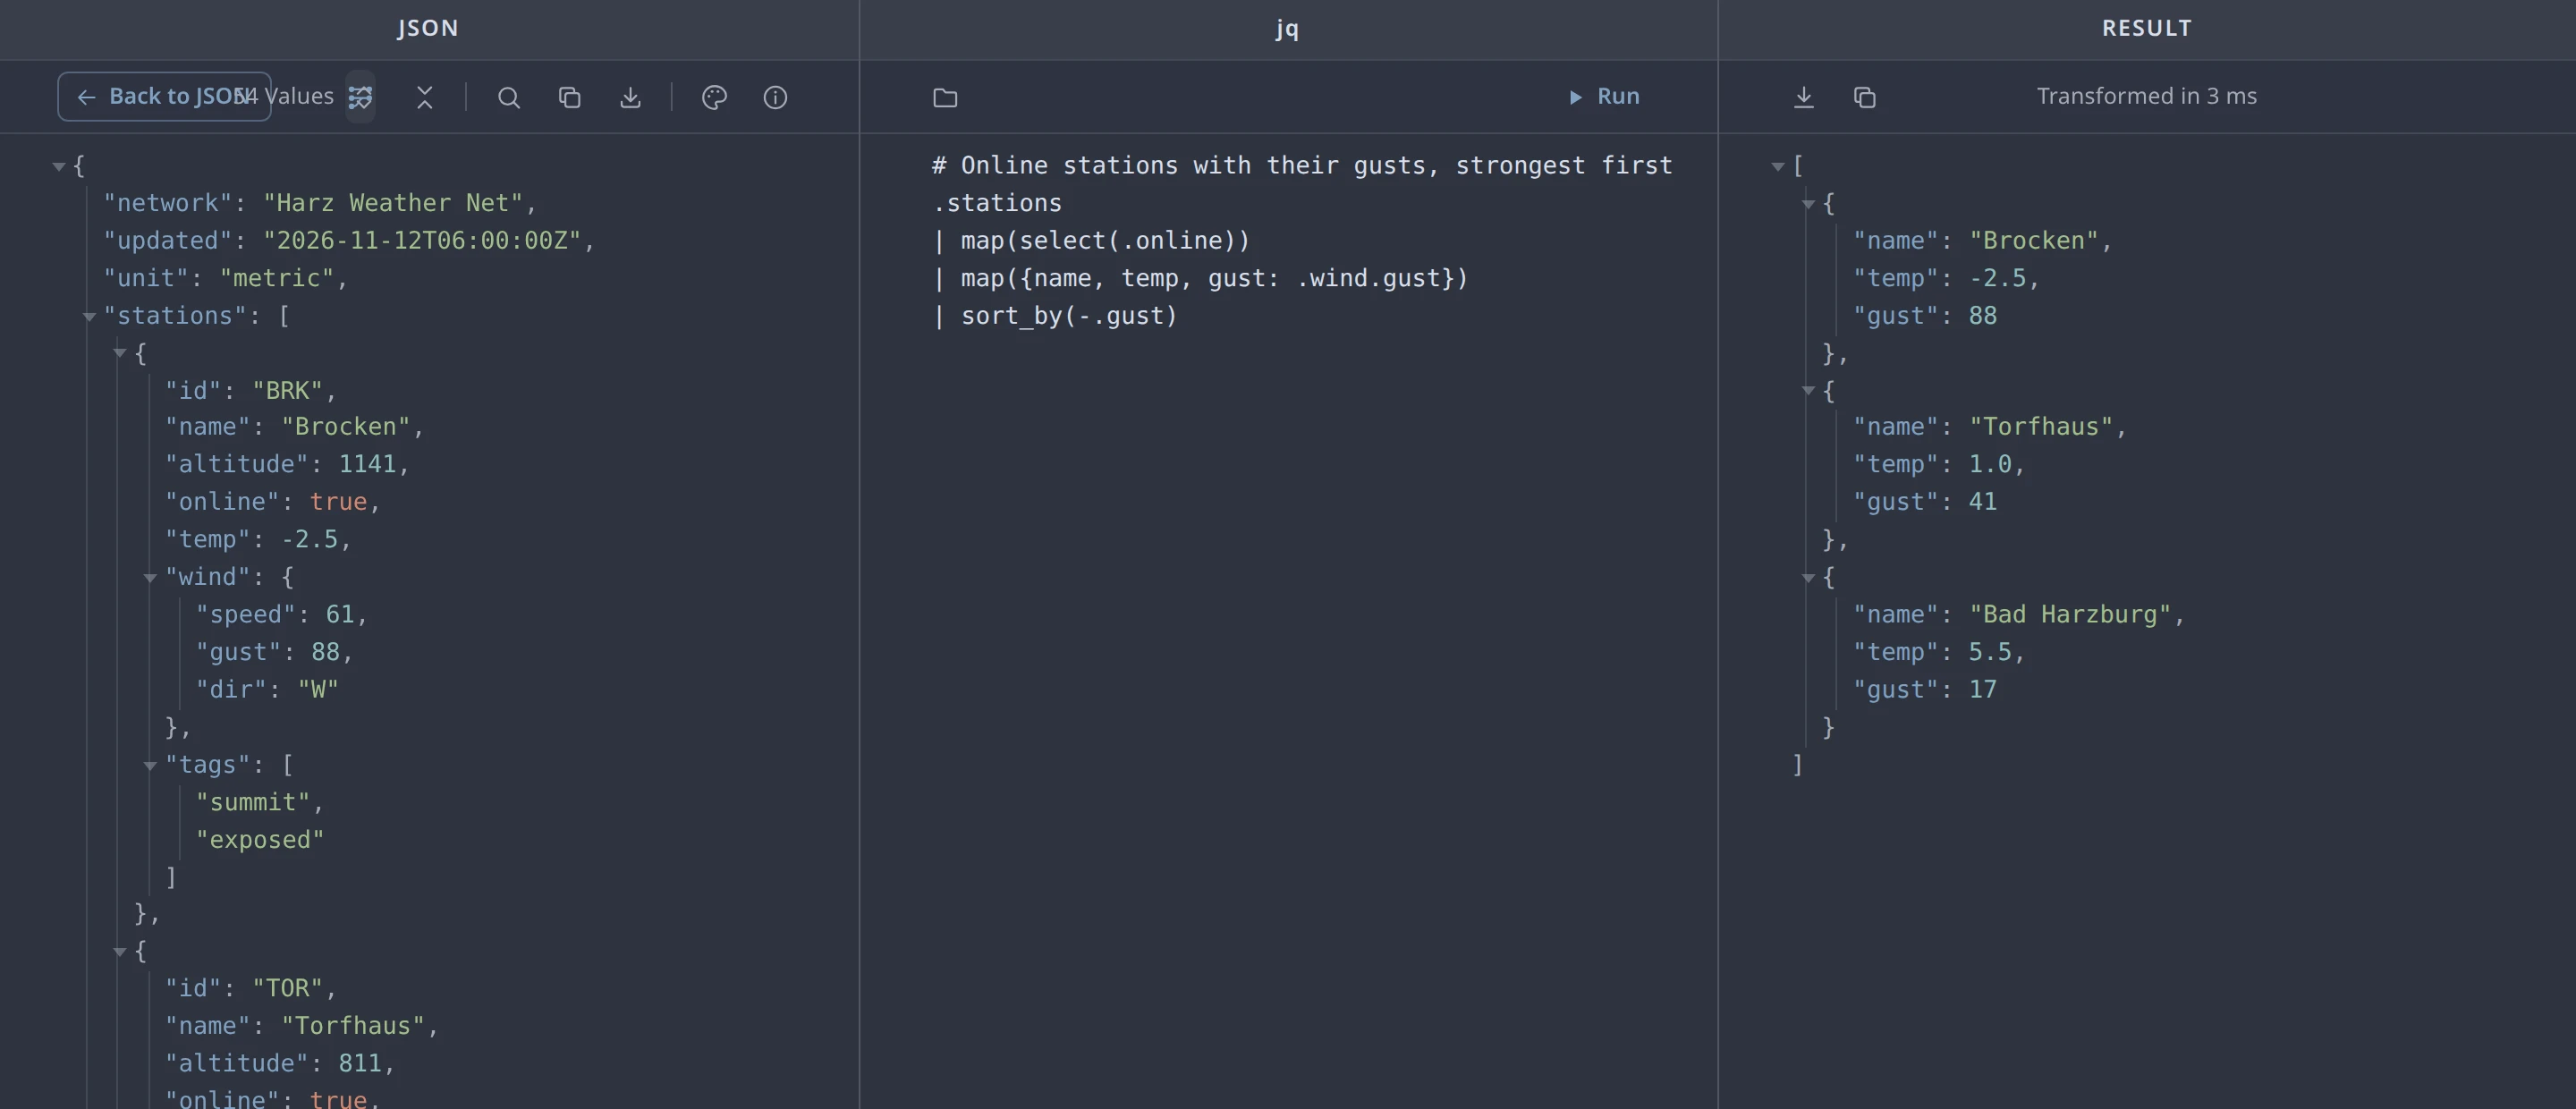 JSON
Back to JSON
54 Values
{
"network": "Harz Weather Net",
"updated": "2026-11-12T06:00:00Z",
"unit": "metric",
"stations": [
{
"id": "BRK",
"name": "Brocken",
"altitude": 1141,
"online": true,
"temp": -2.5,
"wind": {
"speed": 61,
"gust": 88,
"dir": "W"
},
"tags": [
"summit",
"exposed"
]
},
{
"id": "TOR",
"name": "Torfhaus",
"altitude": 811,
"online": true,
jq
Run
# Online stations with their gusts, strongest first
.stations
| map(select(.online))
| map({name, temp, gust: .wind.gust})
| sort_by(-.gust)
RESULT
Transformed in 3 ms
[
{
"name": "Brocken",
"temp": -2.5,
"gust": 88
},
{
"name": "Torfhaus",
"temp": 1.0,
"gust": 41
},
{
"name": "Bad Harzburg",
"temp": 5.5,
"gust": 17
}
]